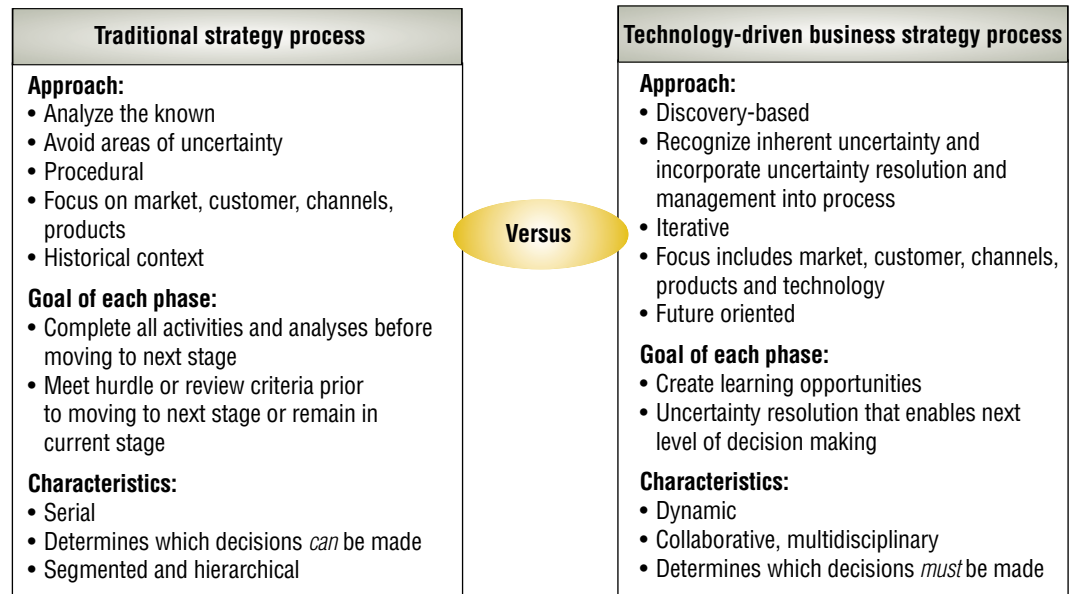 Traditional strategy process
Approach:
• Analyze the known
• Avoid areas of uncertainty
• Procedural
• Focus on market, customer, channels,
products
• Historical context
Goal of each phase:
• Complete all activities and analyses before
moving to next stage
• Meet hurdle or review criteria prior
to moving to next stage or remain in
current stage
Characteristics:
• Serial
• Determines which decisions can be made
• Segmented and hierarchical
Versus
Technology-driven business strategy process
Approach:
• Discovery-based
• Recognize inherent uncertainty and
incorporate uncertainty resolution and
management into process
• Iterative
• Focus includes market, customer, channels,
products and technology
• Future oriented
Goal of each phase:
• Create learning opportunities
• Uncertainty resolution that enables next
level of decision making
Characteristics:
• Dynamic
• Collaborative, multidisciplinary
• Determines which decisions must be made